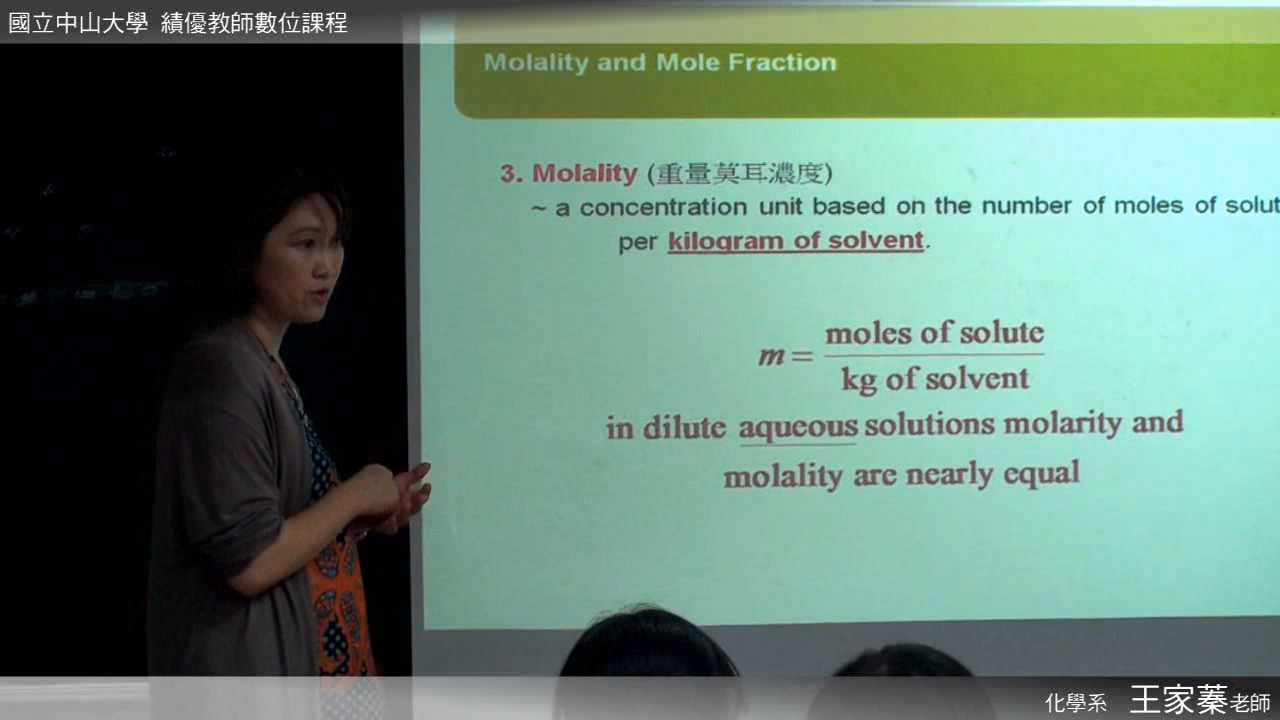 國立中山大學 績優教師數位課程
Molality and Mole Fraction
3. Molality (重量莫耳濃度)
~ a concentration unit based on the number of moles of solut
per kilogram of solvent.
m = moles of solute
kg of solvent
in dilute aqueous solutions molarity and
molality are nearly equal
化學系 王家蓁老師